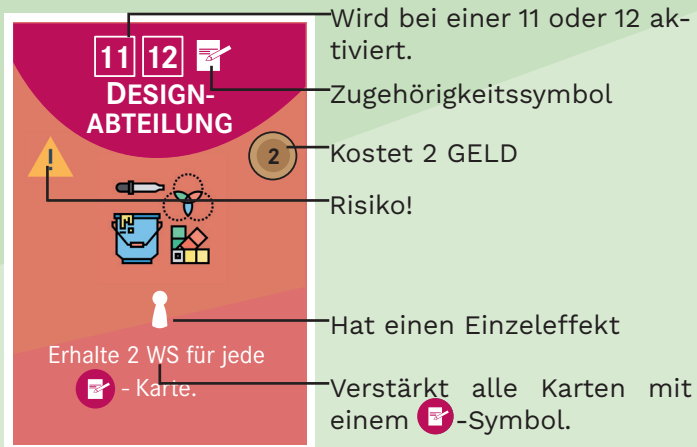 11 12
DESIGN-
ABTEILUNG
2
Erhalte 2 WS für jede
- Karte.
Wird bei einer 11 oder 12 ak-
tiviert.
Zugehörigkeitssymbol
Kostet 2 GELD
Risiko!
Hat einen Einzeleffekt
Verstärkt alle Karten mit
einem -Symbol.